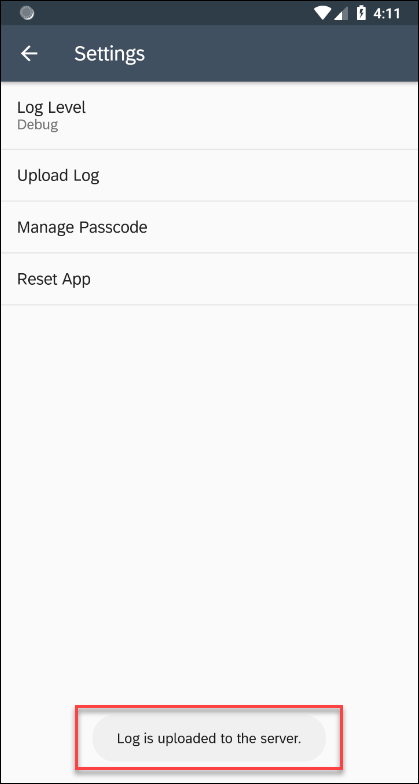 4:11
Settings
Log Level
Debug
Upload Log
Manage Passcode
Reset App
Log is uploaded to the server.